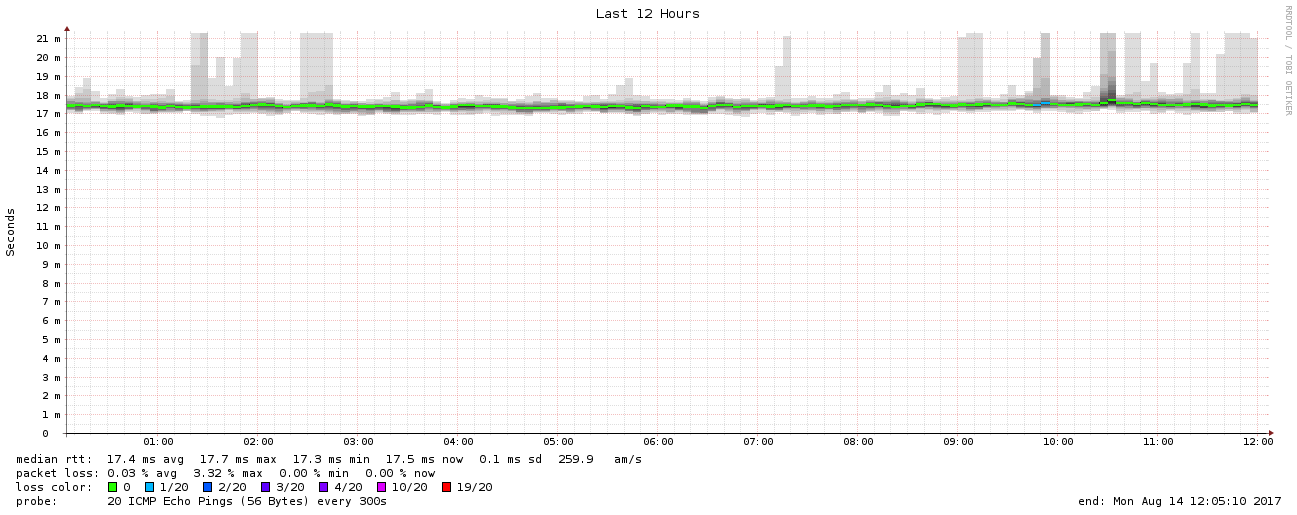 Last 12 Hours
RRDTOOL / TOBI OETIKER
Seconds
21 m
20 m
19 m
18 m
17 m
16 m
15 m
14 m
13 m
12 m
11 m
10 m
9 m
8 m
7 m
6 m
5 m
4 m
3 m
2 m
1 m
0
01:00 02:00 03:00 04:00 05:00 06:00 07:00 08:00 09:00 10:00 11:00 12:00
median rtt: 17.4 ms avg 17.7 ms max 17.3 ms min 17.5 ms now 0.1 ms sd 259.9 am/s
packet loss: 0.03 % avg 3.32 % max 0.00 % min 0.00 % now
loss color: 0 1/20 2/20 3/20 4/20 10/20 19/20
probe: 20 ICMP Echo Pings (56 Bytes) every 300s end: Mon Aug 14 12:05:10 2017